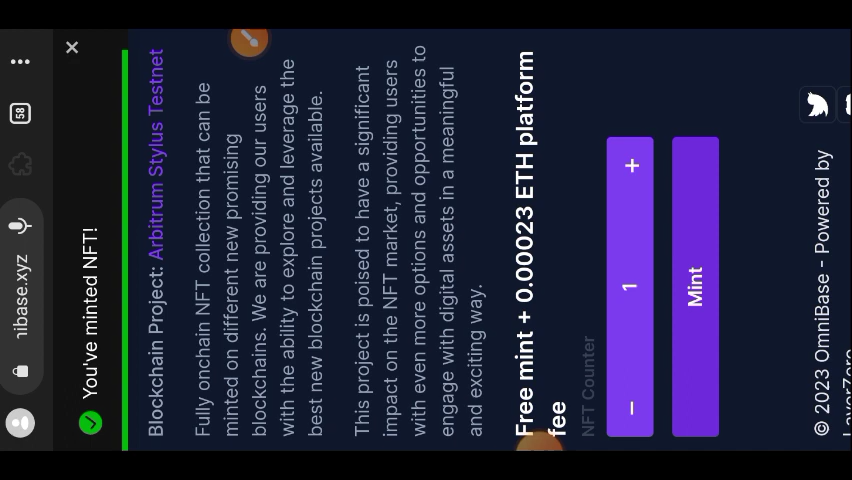 58
nibase.xyz
You've minted NFT!
Blockchain Project: Arbitrum Stylus Testnet
Fully onchain NFT collection that can be
minted on different new promising
blockchains. We are providing our users
with the ability to explore and leverage the
best new blockchain projects available.
This project is poised to have a significant
impact on the NFT market, providing users
with even more options and opportunities to
engage with digital assets in a meaningful
and exciting way.
Free mint + 0.00023 ETH platform
fee
NFT Counter
− 1 +
Mint
© 2023 OmniBase - Powered by
LayerZero